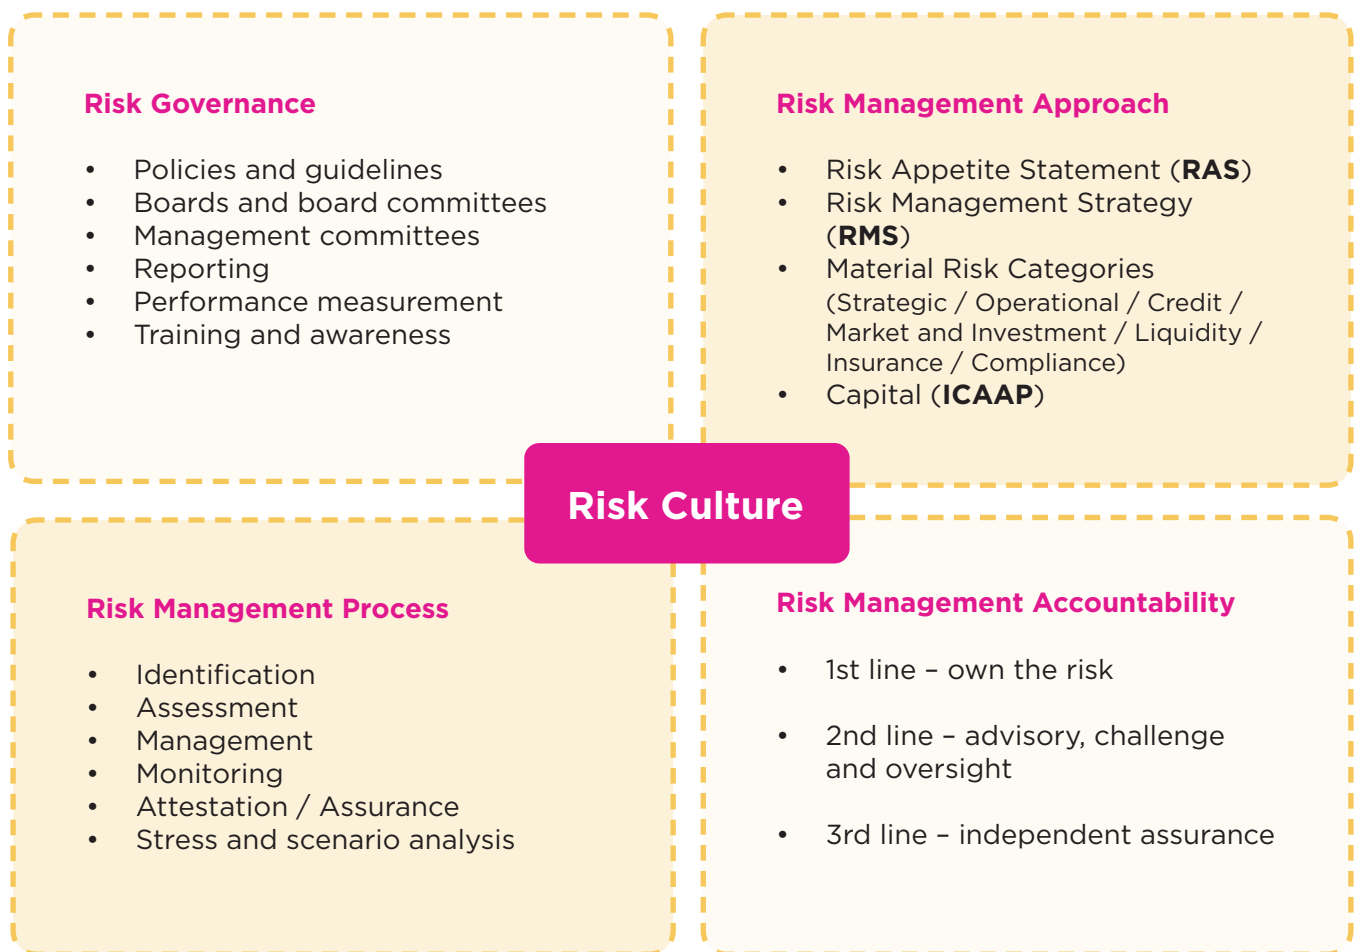 Risk Governance
• Policies and guidelines
• Boards and board committees
• Management committees
• Reporting
• Performance measurement
• Training and awareness
Risk Management Approach
• Risk Appetite Statement (RAS)
• Risk Management Strategy
(RMS)
• Material Risk Categories
(Strategic / Operational / Credit /
Market and Investment / Liquidity /
Insurance / Compliance)
• Capital (ICAAP)
Risk Culture
Risk Management Process
• Identification
• Assessment
• Management
• Monitoring
• Attestation / Assurance
• Stress and scenario analysis
Risk Management Accountability
• 1st line – own the risk
• 2nd line – advisory, challenge
and oversight
• 3rd line – independent assurance